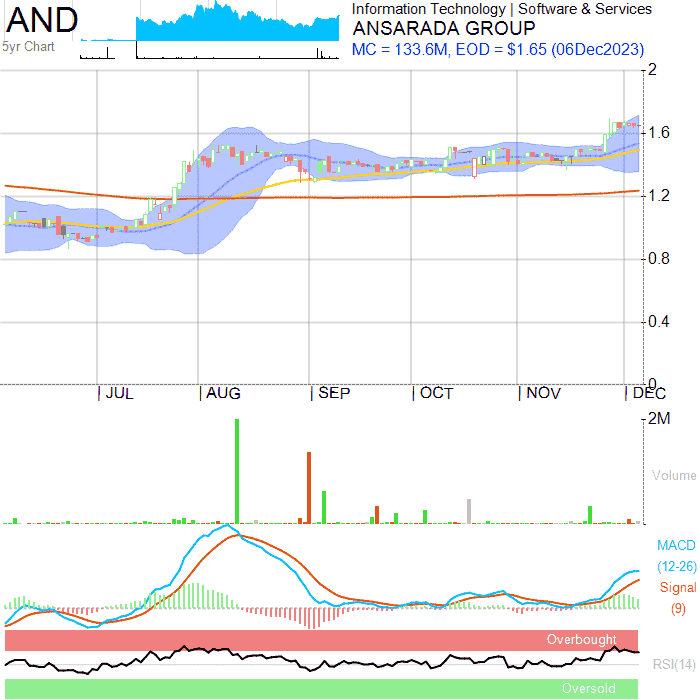 AND
5yr Chart
Information Technology | Software & Services
ANSARADA GROUP
MC = 133.6M, EOD = $1.65 (06Dec2023)
2
1.6
1.2
0.8
0.4
0
JUL
AUG
SEP
OCT
NOV
DEC
2M
Volume
MACD
(12-26)
Signal
(9)
Overbought
RSI(14)
Oversold